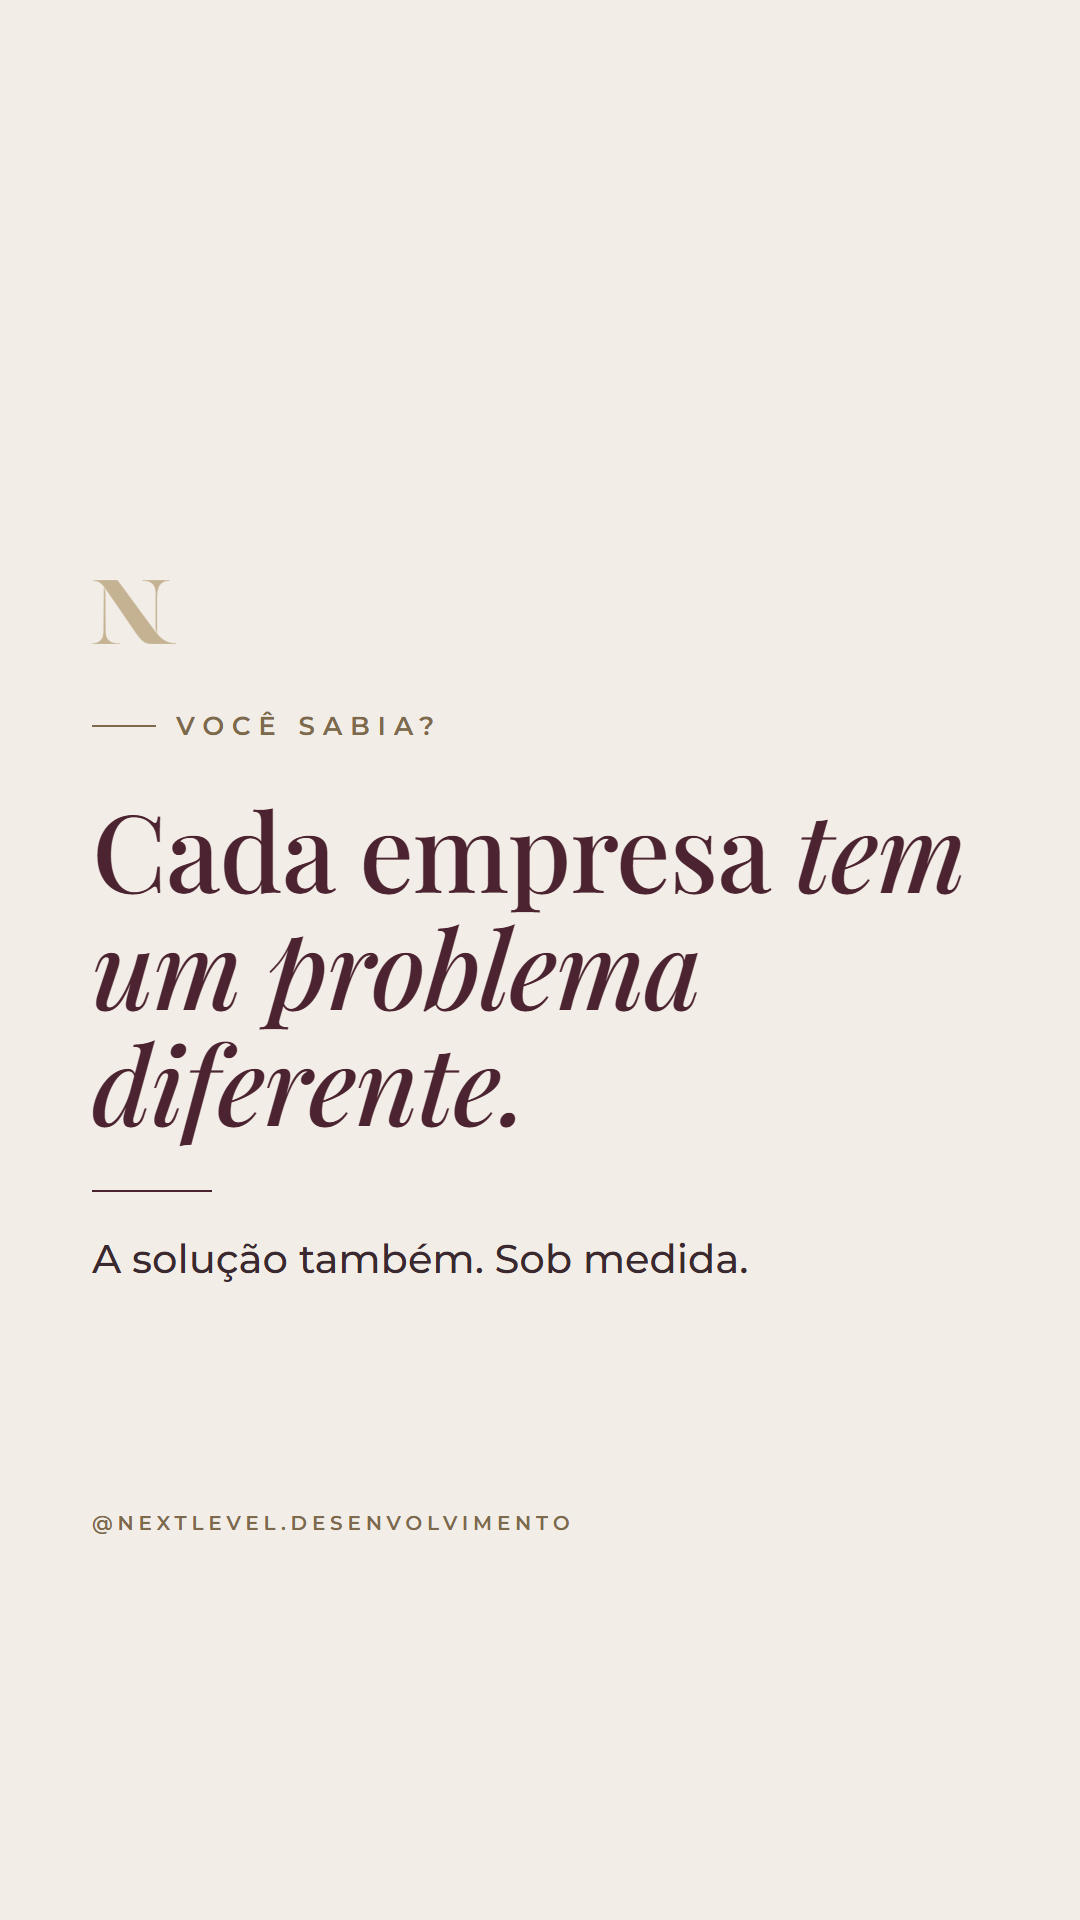 N
VOCÊ SABIA?
Cada empresa tem
um problema
diferente.
A solução também. Sob medida.
@NEXTLEVEL.DESENVOLVIMENTO